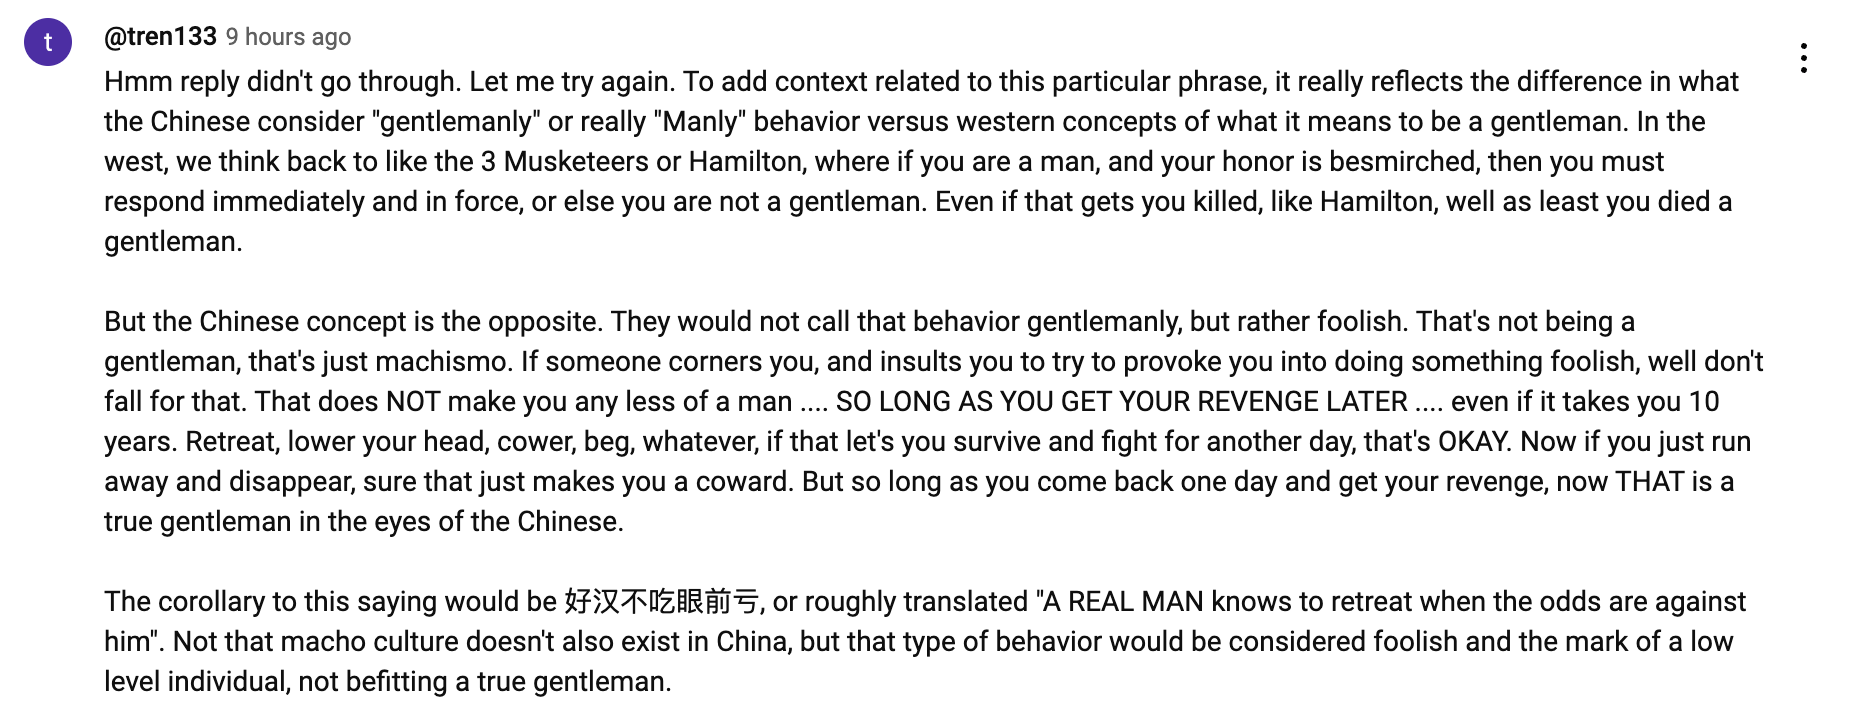 t
@tren133 9 hours ago
Hmm reply didn't go through. Let me try again. To add context related to this particular phrase, it really reflects the difference in what
the Chinese consider "gentlemanly" or really "Manly" behavior versus western concepts of what it means to be a gentleman. In the
west, we think back to like the 3 Musketeers or Hamilton, where if you are a man, and your honor is besmirched, then you must
respond immediately and in force, or else you are not a gentleman. Even if that gets you killed, like Hamilton, well as least you died a
gentleman.
But the Chinese concept is the opposite. They would not call that behavior gentlemanly, but rather foolish. That's not being a
gentleman, that's just machismo. If someone corners you, and insults you to try to provoke you into doing something foolish, well don't
fall for that. That does NOT make you any less of a man .... SO LONG AS YOU GET YOUR REVENGE LATER .... even if it takes you 10
years. Retreat, lower your head, cower, beg, whatever, if that let's you survive and fight for another day, that's OKAY. Now if you just run
away and disappear, sure that just makes you a coward. But so long as you come back one day and get your revenge, now THAT is a
true gentleman in the eyes of the Chinese.
The corollary to this saying would be 好汉不吃眼前亏, or roughly translated "A REAL MAN knows to retreat when the odds are against
him". Not that macho culture doesn't also exist in China, but that type of behavior would be considered foolish and the mark of a low
level individual, not befitting a true gentleman.